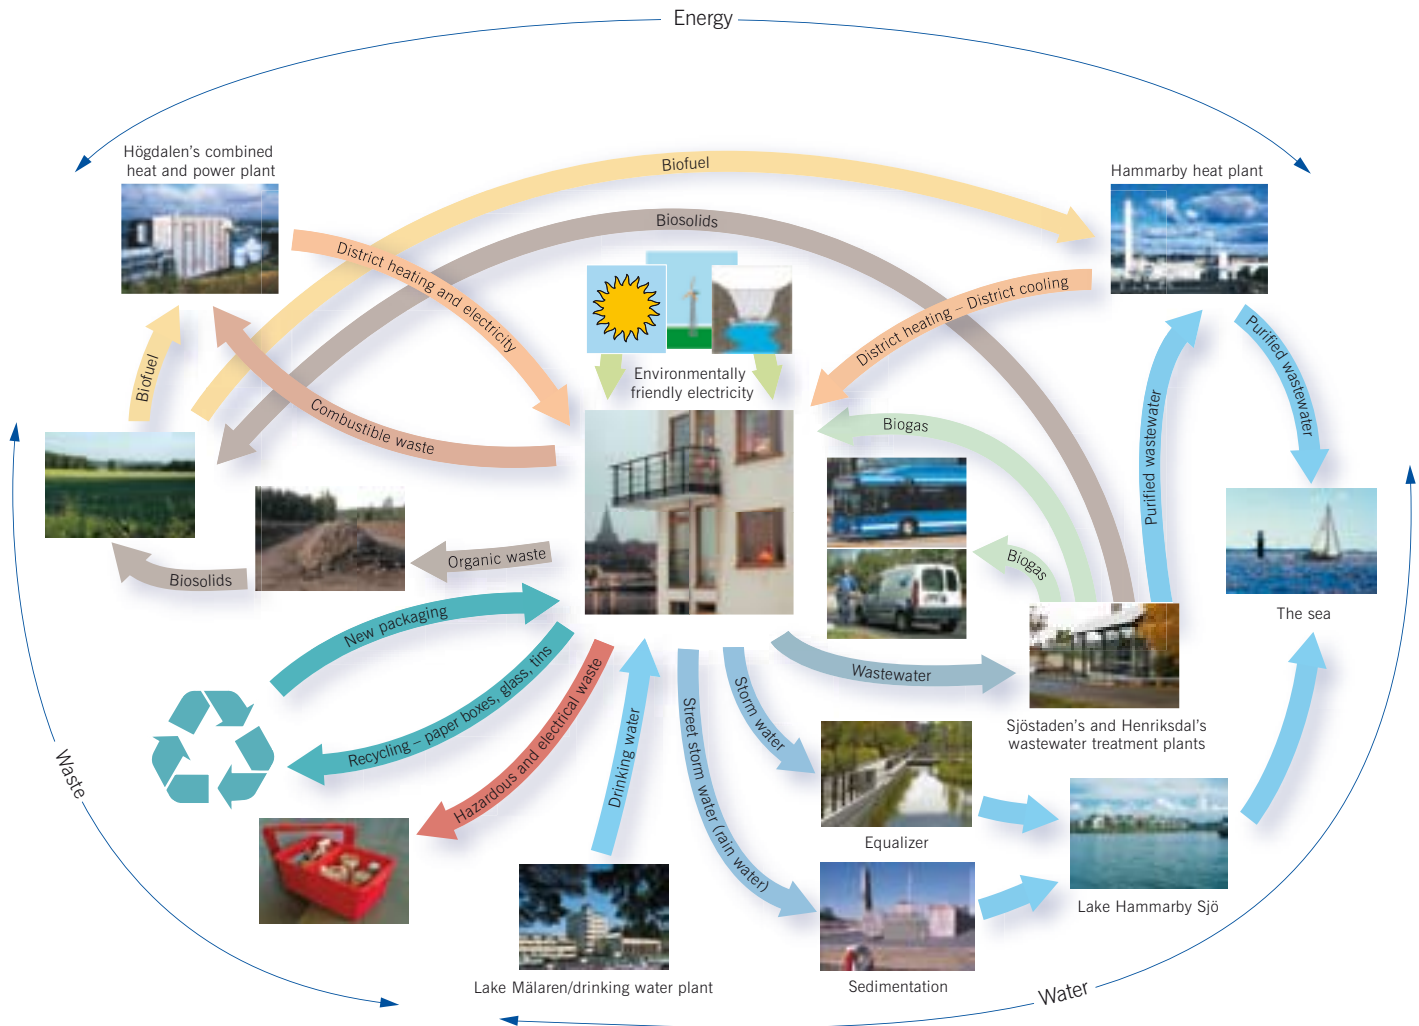 Energy
Högdalen's combined
heat and power plant
Biofuel
Hammarby heat plant
Biosolids
District heating and electricity
District heating – District cooling
Purified wastewater
Environmentally
friendly electricity
Biofuel
Combustible waste
Biogas
Purified wastewater
Organic waste
Biogas
Biosolids
New packaging
The sea
Wastewater
Recycling – paper boxes, glass, tins
Hazardous and electrical waste
Drinking water
Street storm water (rain water)
Storm water
Sjöstaden's and Henriksdal's
wastewater treatment plants
Waste
Equalizer
Lake Hammarby Sjö
Lake Mälaren/drinking water plant
Sedimentation
Water